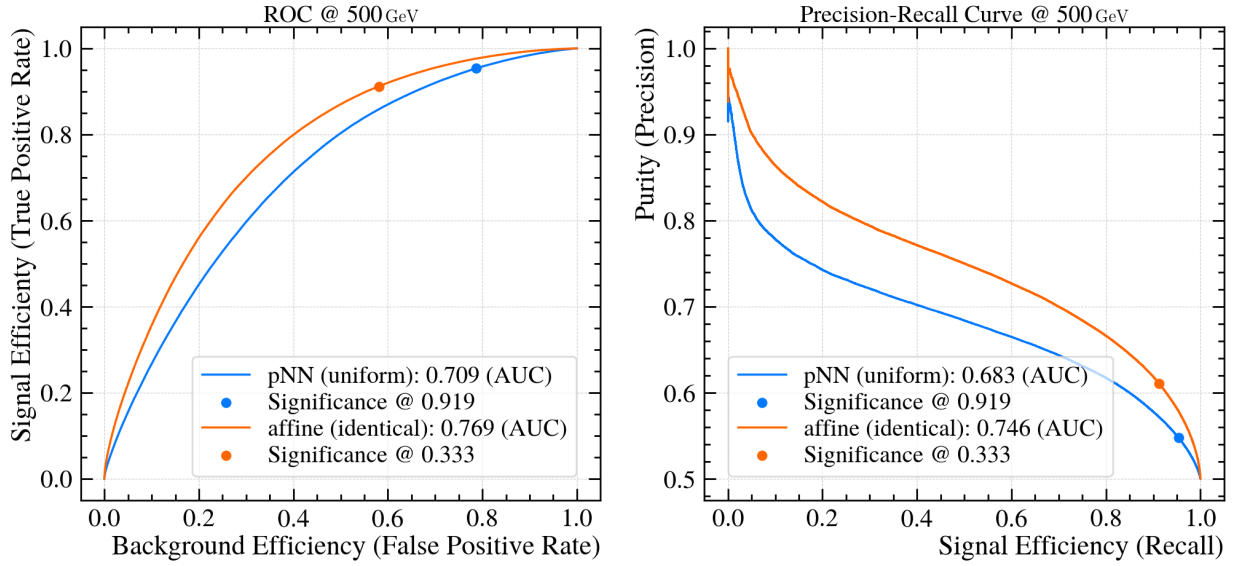 ROC @ 500 GeV
Signal Efficienty (True Positive Rate)
1.0
0.8
0.6
0.4
0.2
0.0
pNN (uniform): 0.709 (AUC)
Significance @ 0.919
affine (identical): 0.769 (AUC)
Significance @ 0.333
0.0 0.2 0.4 0.6 0.8 1.0
Background Efficiency (False Positive Rate)
Precision-Recall Curve @ 500 GeV
Purity (Precision)
1.0
0.9
0.8
0.7
0.6
0.5
pNN (uniform): 0.683 (AUC)
Significance @ 0.919
affine (identical): 0.746 (AUC)
Significance @ 0.333
0.0 0.2 0.4 0.6 0.8 1.0
Signal Efficiency (Recall)